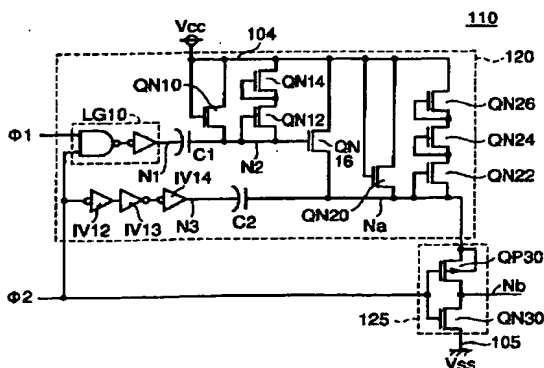 110
Vcc
104
120
QN10
QN14
QN26
LG10
QN12
QN24
Φ1
QN
16
C1
N2
N1
IV14
QN22
QN20
IV12
IV13
N3
C2
Na
QP30
Φ2
Nb
125
QN30
105
Vss